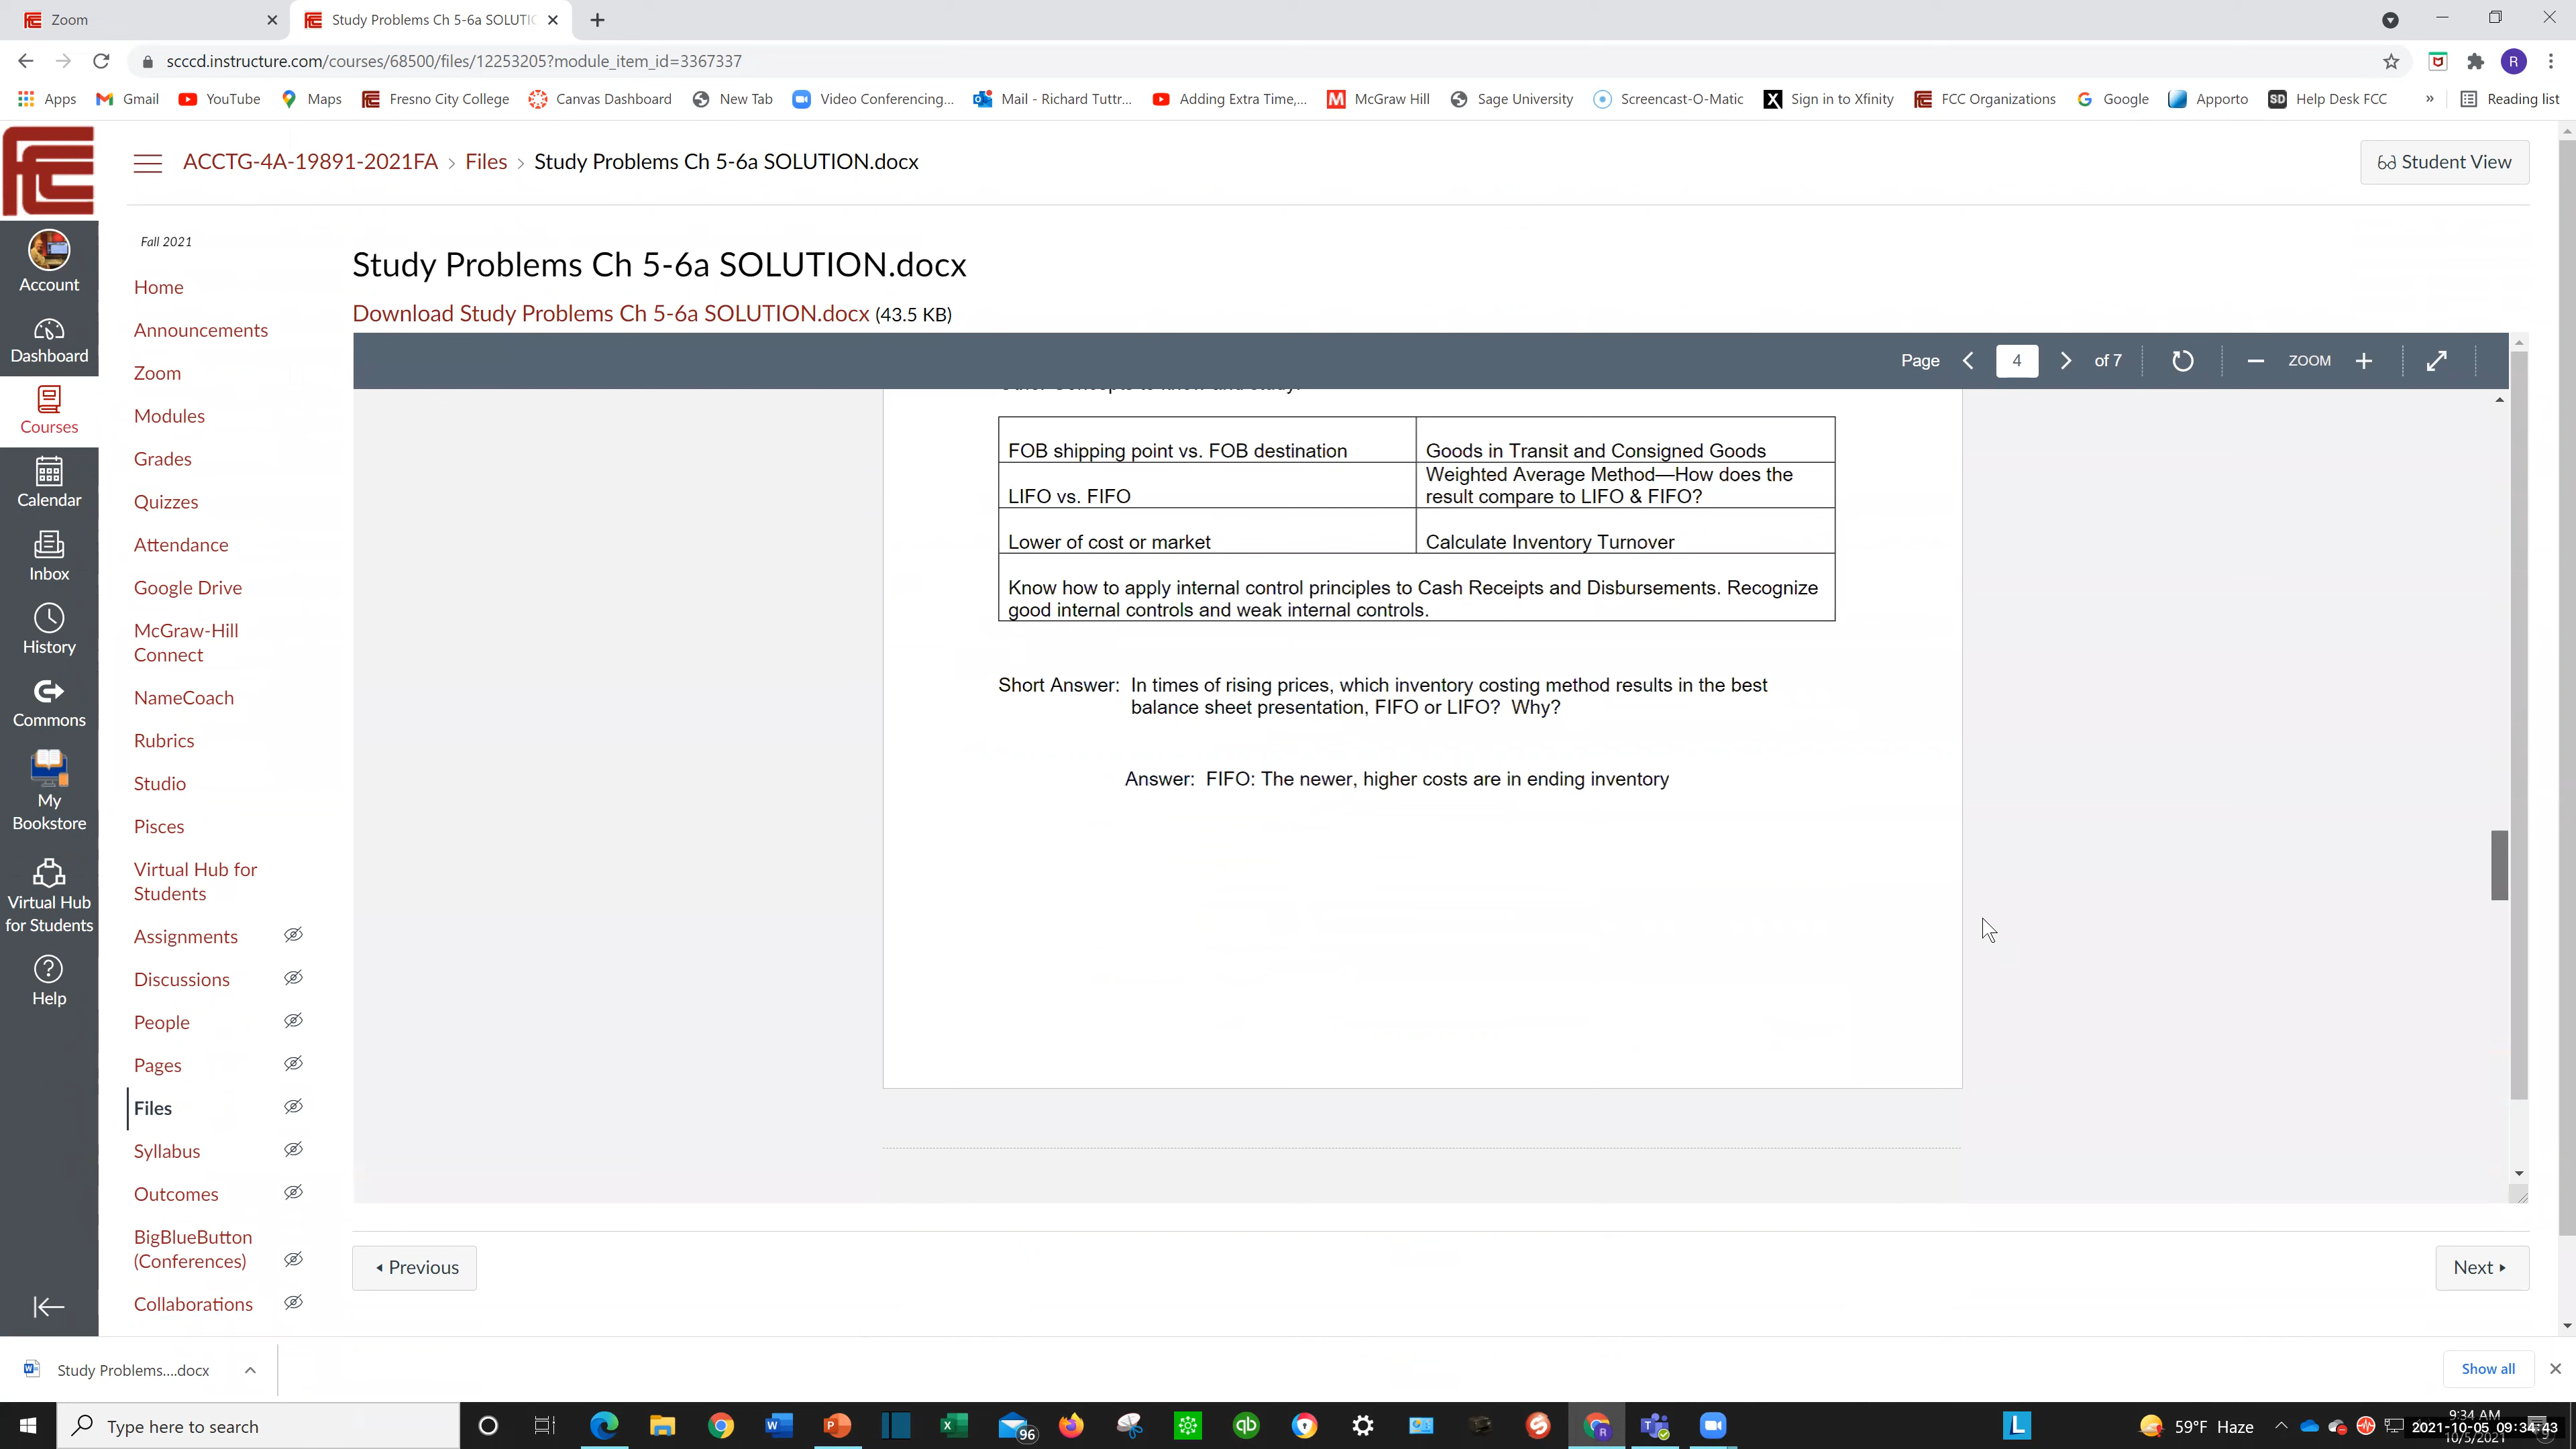 Zoom
Study Problems Ch 5-6a SOLUTIO
scccd.instructure.com/courses/68500/files/12253205?module_item_id=3367337
Apps
Gmail
YouTube
Maps
Fresno City College
Canvas Dashboard
New Tab
Video Conferencing...
Mail - Richard Tuttr...
Adding Extra Time,...
McGraw Hill
Sage University
Screencast-O-Matic
Sign in to Xfinity
FCC Organizations
Google
Apporto
Help Desk FCC
»
Reading list
ACCTG-4A-19891-2021FA › Files › Study Problems Ch 5-6a SOLUTION.docx
Student View
Account
Dashboard
Courses
Calendar
Inbox
History
Commons
My
Bookstore
Virtual Hub
for Students
Help
Fall 2021
Home
Announcements
Zoom
Modules
Grades
Quizzes
Attendance
Google Drive
McGraw-Hill
Connect
NameCoach
Rubrics
Studio
Pisces
Virtual Hub for
Students
Assignments
Discussions
People
Pages
Files
Syllabus
Outcomes
BigBlueButton
(Conferences)
Collaborations
Study Problems Ch 5-6a SOLUTION.docx
Download Study Problems Ch 5-6a SOLUTION.docx (43.5 KB)
Page 4 of 7 ZOOM
FOB shipping point vs. FOB destination
Goods in Transit and Consigned Goods
LIFO vs. FIFO
Weighted Average Method—How does the
result compare to LIFO & FIFO?
Lower of cost or market
Calculate Inventory Turnover
Know how to apply internal control principles to Cash Receipts and Disbursements. Recognize
good internal controls and weak internal controls.
Short Answer: In times of rising prices, which inventory costing method results in the best
balance sheet presentation, FIFO or LIFO? Why?
Answer: FIFO: The newer, higher costs are in ending inventory
Previous
Next
Study Problems....docx
Show all
Type here to search
96
59°F Haze
9:34 AM
2021-10-05 09:34:43